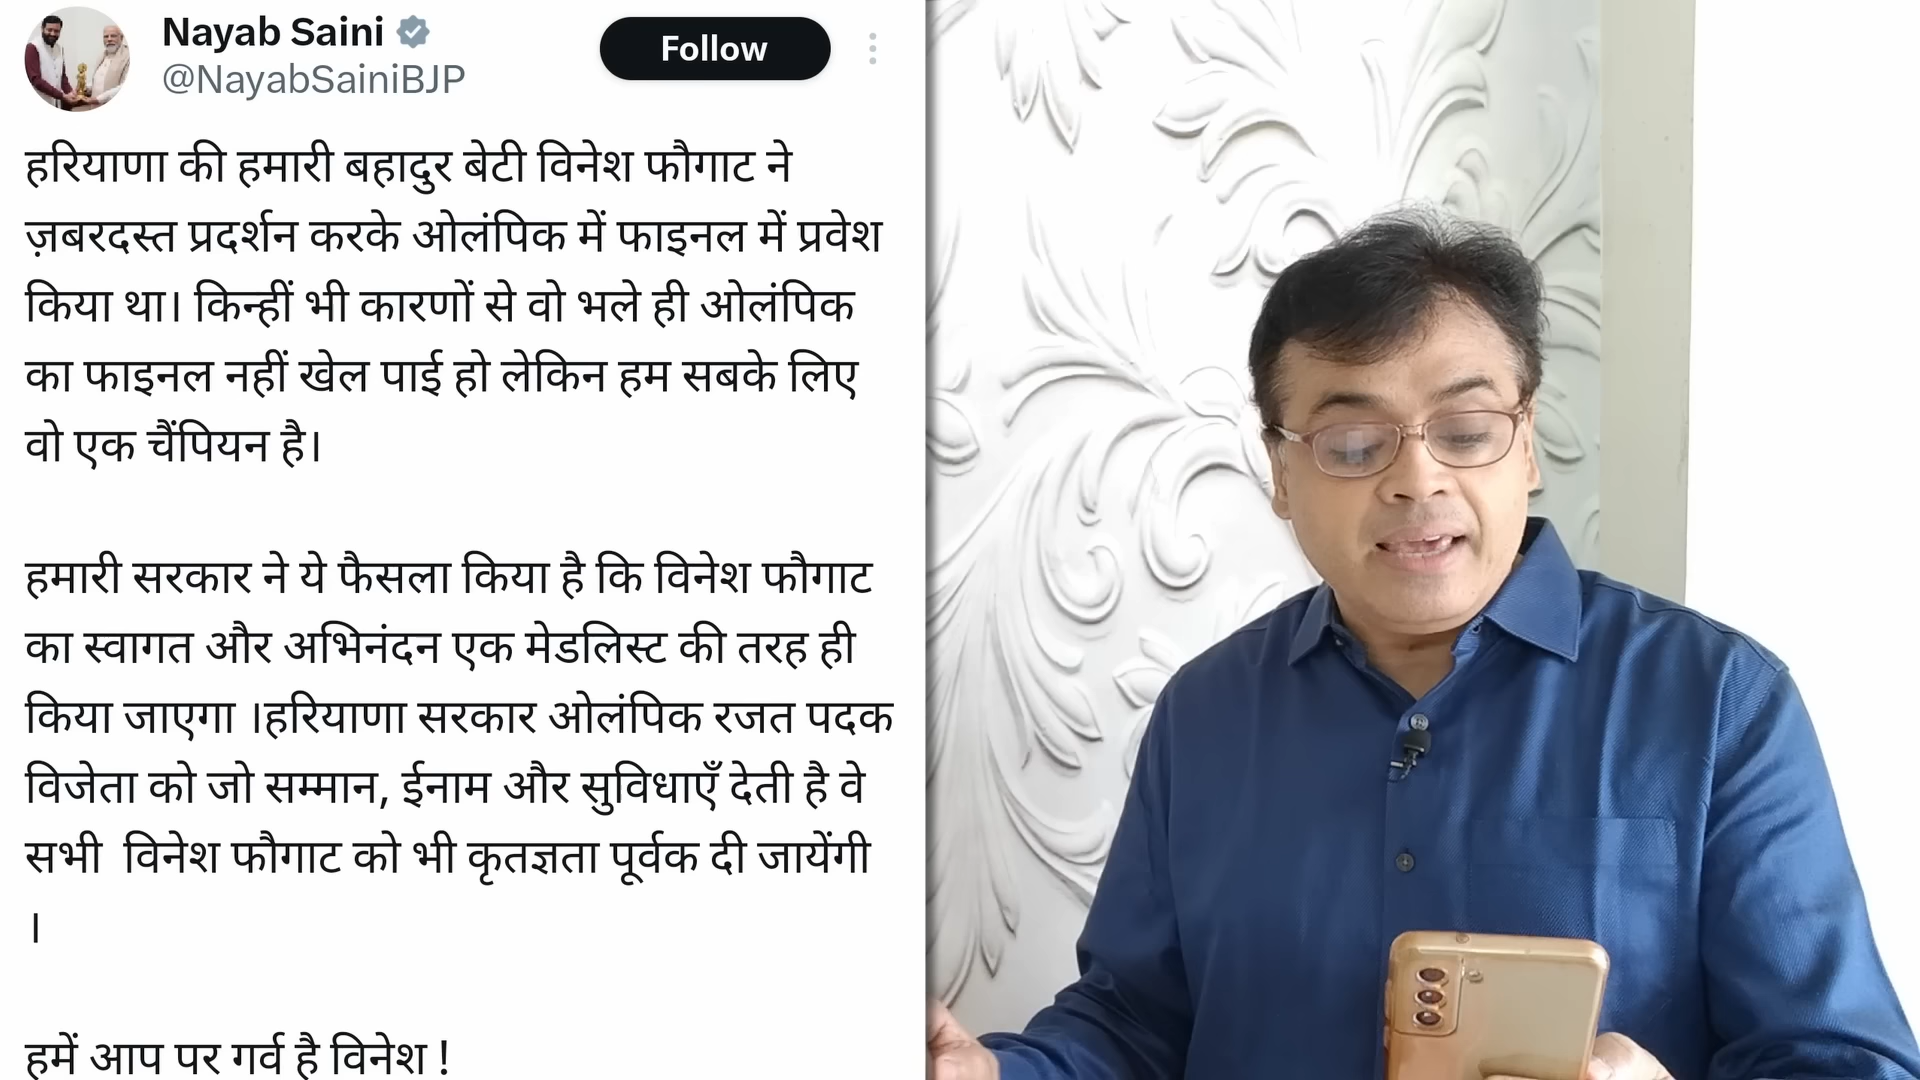 Nayab Saini
@NayabSainiBJP
Follow
हरियाणा की हमारी बहादुर बेटी विनेश फौगाट ने
ज़बरदस्त प्रदर्शन करके ओलंपिक में फाइनल में प्रवेश
किया था। किन्हीं भी कारणों से वो भले ही ओलंपिक
का फाइनल नहीं खेल पाई हो लेकिन हम सबके लिए
वो एक चैंपियन है।
हमारी सरकार ने ये फैसला किया है कि विनेश फौगाट
का स्वागत और अभिनंदन एक मेडलिस्ट की तरह ही
किया जाएगा ।हरियाणा सरकार ओलंपिक रजत पदक
विजेता को जो सम्मान, ईनाम और सुविधाएँ देती है वे
सभी  विनेश फौगाट को भी कृतज्ञता पूर्वक दी जायेंगी
।
हमें आप पर गर्व है विनेश !